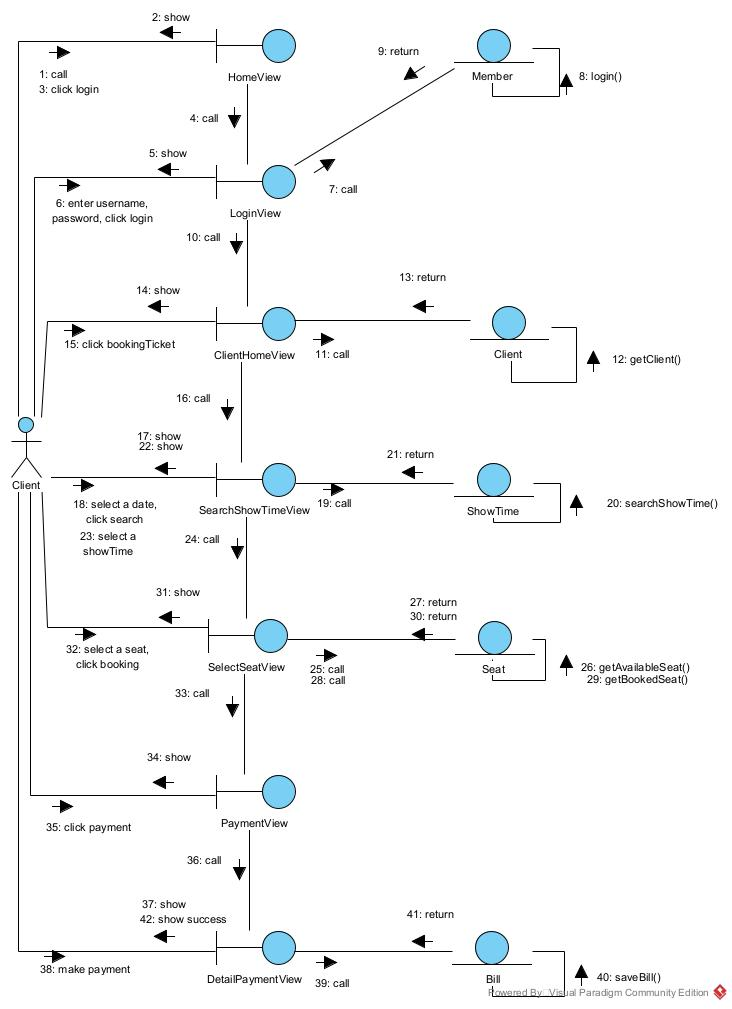 2: show
9: return
1: call
HomeView
Member
8: login()
3: click login
4: call
5: show
7: call
6: enter username,
password, click login
LoginView
10: call
14: show
13: return
15: click bookingTicket
ClientHomeView
11: call
Client
12: getClient()
16: call
17: show
22: show
21: return
Client
18: select a date,
click search
SearchShowTimeView
19: call
ShowTime
20: searchShowTime()
23: select a
showTime
24: call
31: show
27: return
30: return
32: select a seat,
click booking
SelectSeatView
25: call
28: call
Seat
26: getAvailableSeat()
29: getBookedSeat()
33: call
34: show
35: click payment
PaymentView
36: call
37: show
42: show success
41: return
38: make payment
DetailPaymentView
39: call
Bill
40: saveBill()
Powered By Visual Paradigm Community Edition